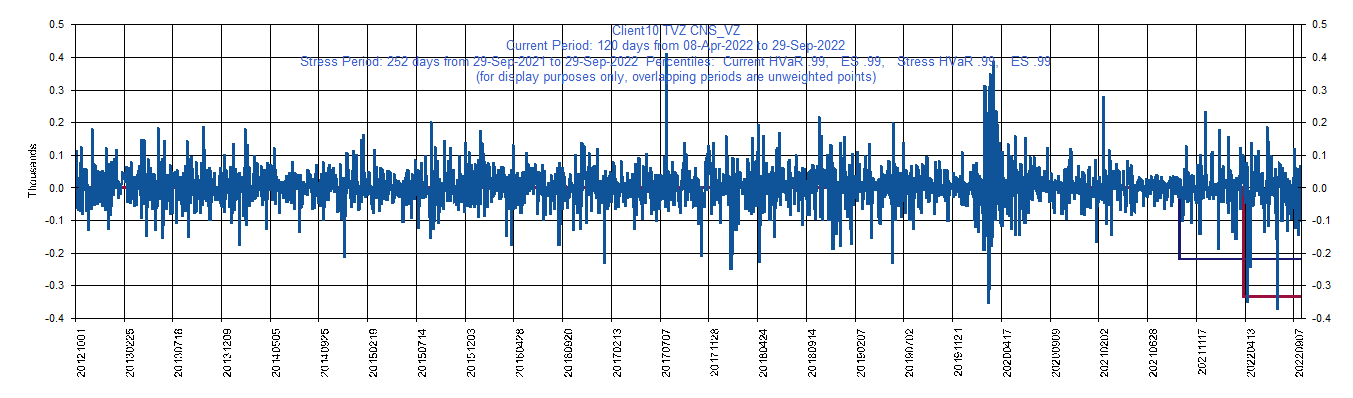 Client10 TVZ CNS_VZ
Current Period: 120 days from 08-Apr-2022 to 29-Sep-2022
Stress Period: 252 days from 29-Sep-2021 to 29-Sep-2022 Percentiles: Current HVaR .99, ES .99, Stress HVaR .99, ES .99
(for display purposes only, overlapping periods are unweighted points)
0.5 0.5
0.4 0.4
0.3 0.3
0.2 0.2
0.1 0.1
Thousands
0.0 0.0
-0.1 -0.1
-0.2 -0.2
-0.3 -0.3
-0.4 -0.4
20121001 20130225 20130718 20131209 20140505 20140925 20150219 20150714 20151203 20160428 20160920 20170213 20170707 20171128 20180424 20180914 20190207 20190702 20191121 20200417 20200909 20210202 20210628 20211117 20220413 20220907